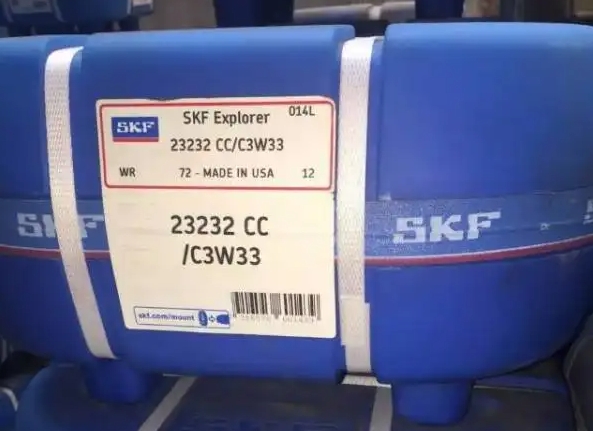 014L
SKF SKF Explorer
23232 CC/C3W33
WR 72 - MADE IN USA 12
SKF SKF
23232 CC
/C3W33
skf.com/mount